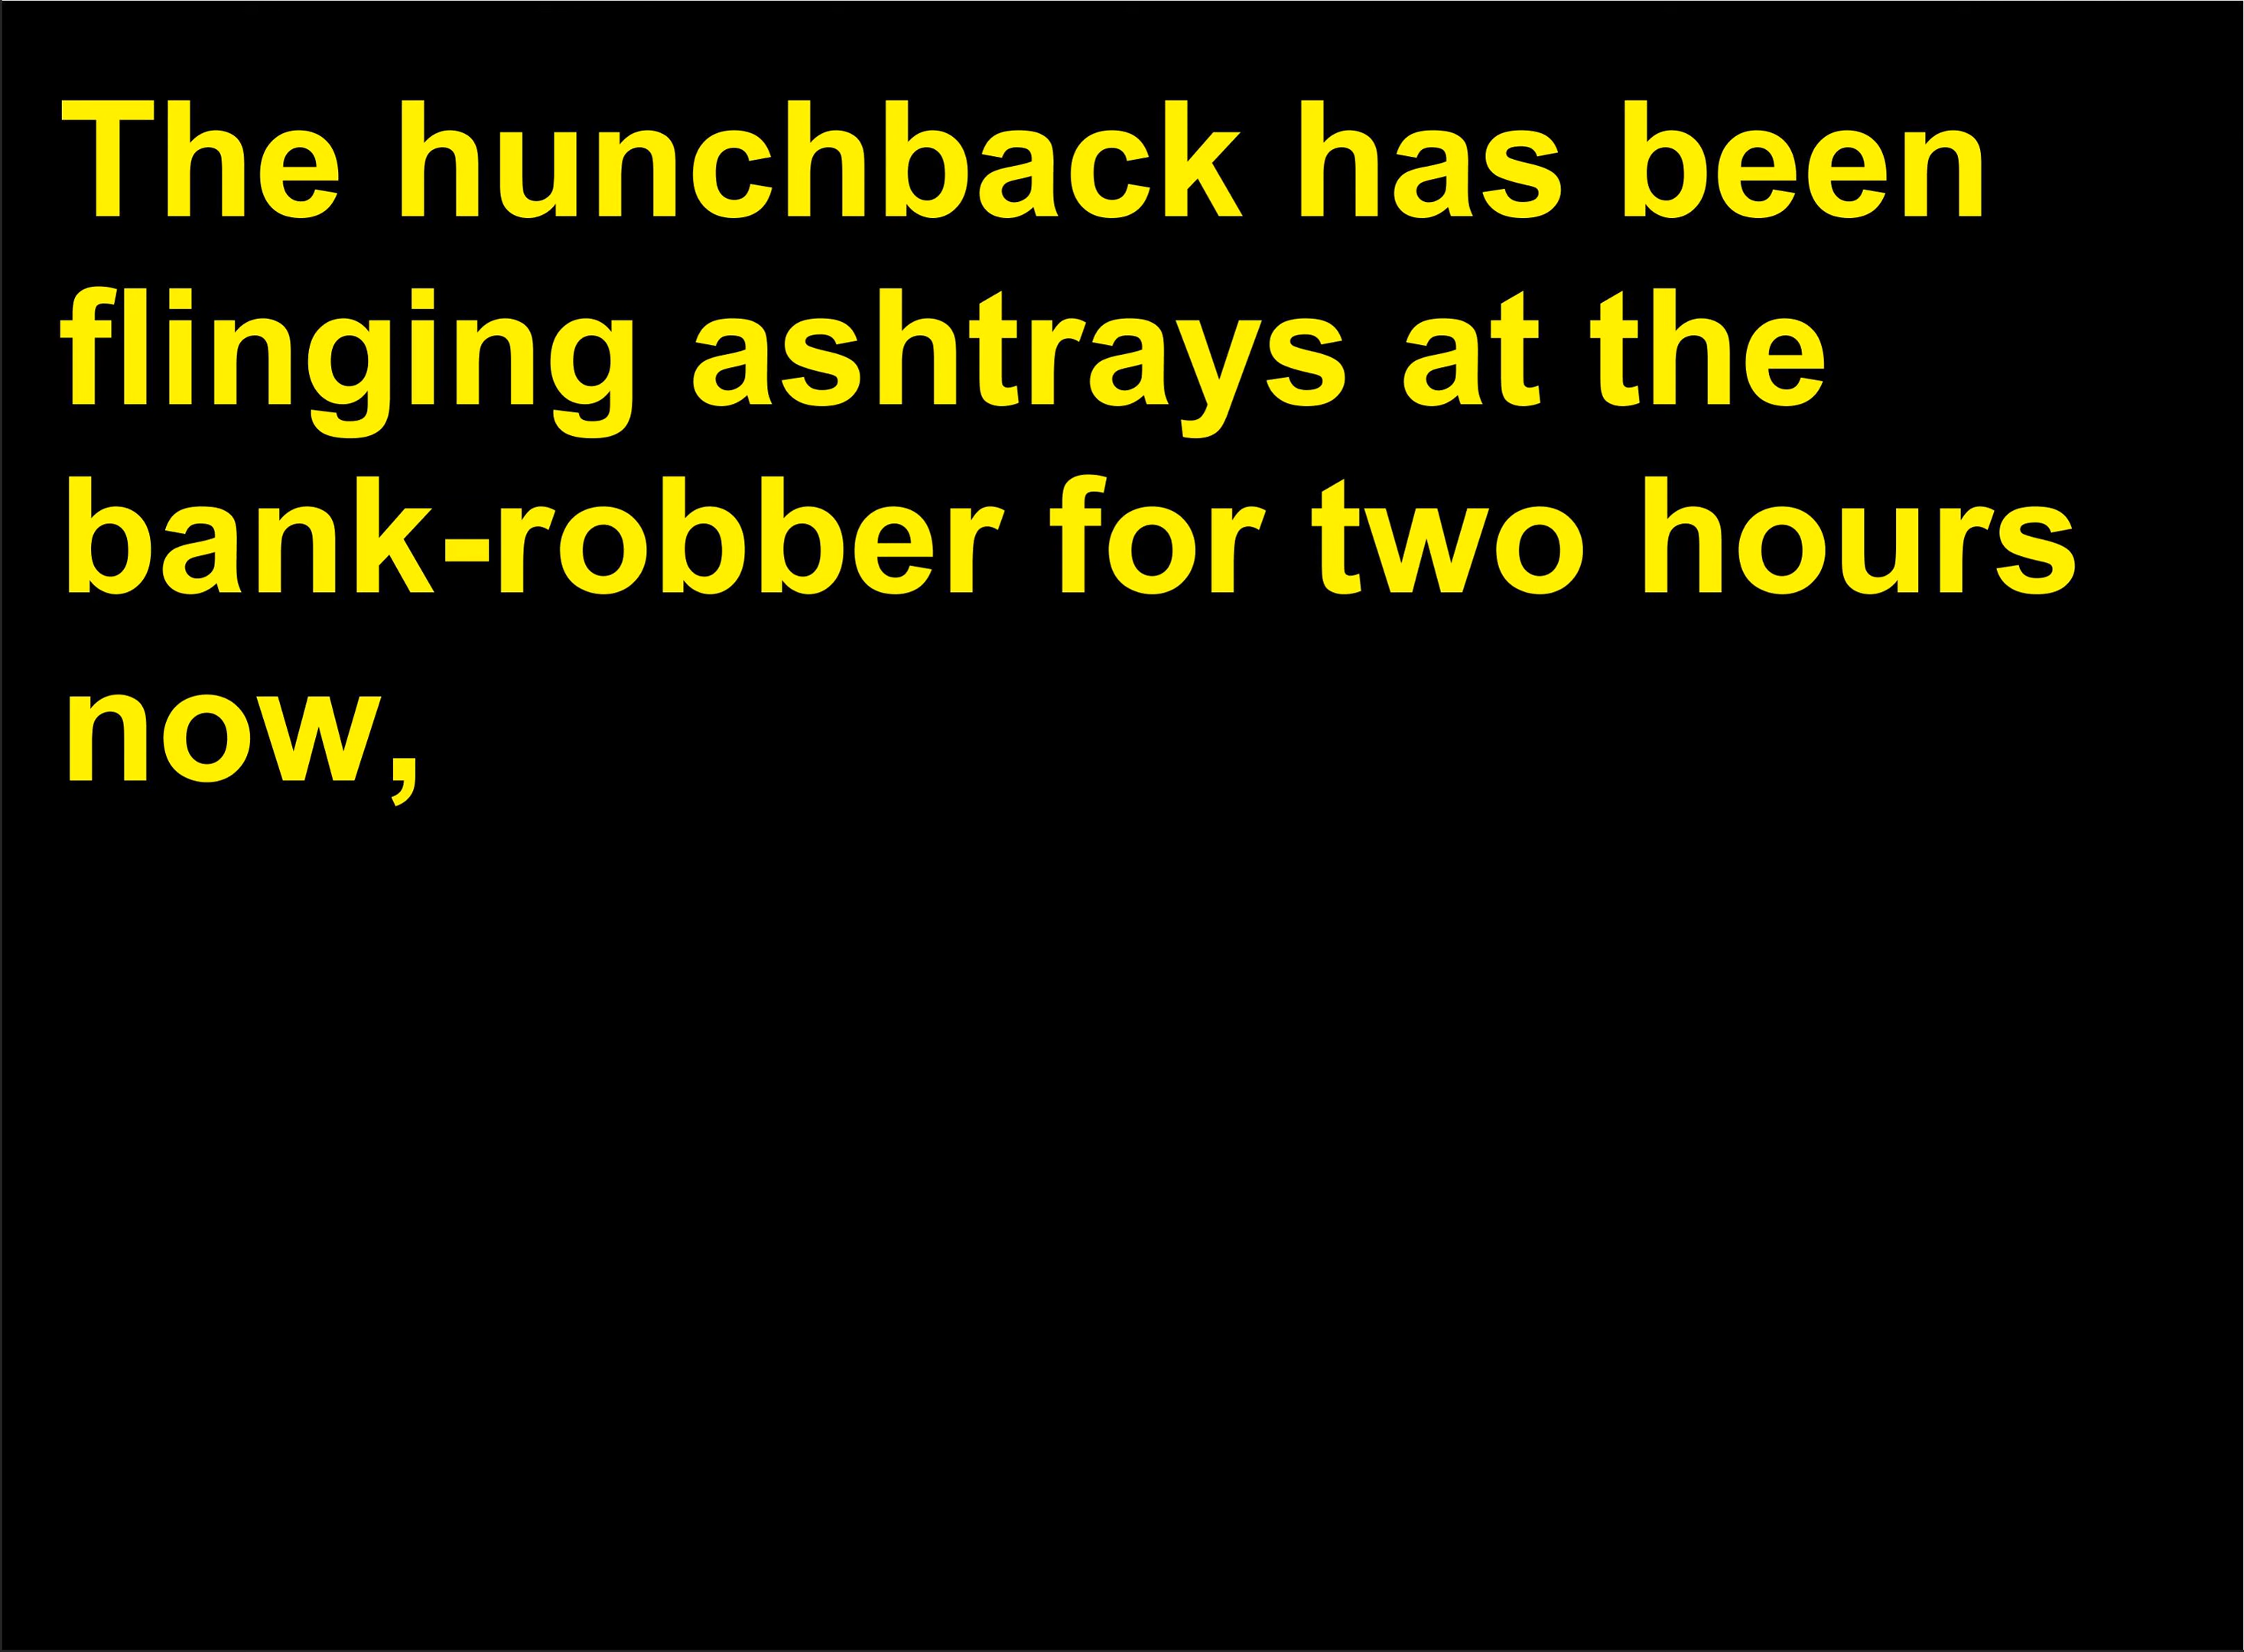 The hunchback has been
flinging ashtrays at the
bank-robber for two hours
now,